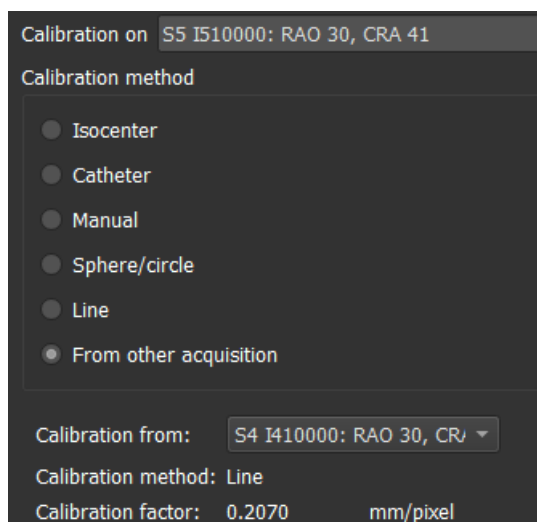 Calibration on S5 I510000: RAO 30, CRA 41
Calibration method
Isocenter
Catheter
Manual
Sphere/circle
Line
From other acquisition
Calibration from: S4 I410000: RAO 30, CR
Calibration method: Line
Calibration factor: 0.2070 mm/pixel